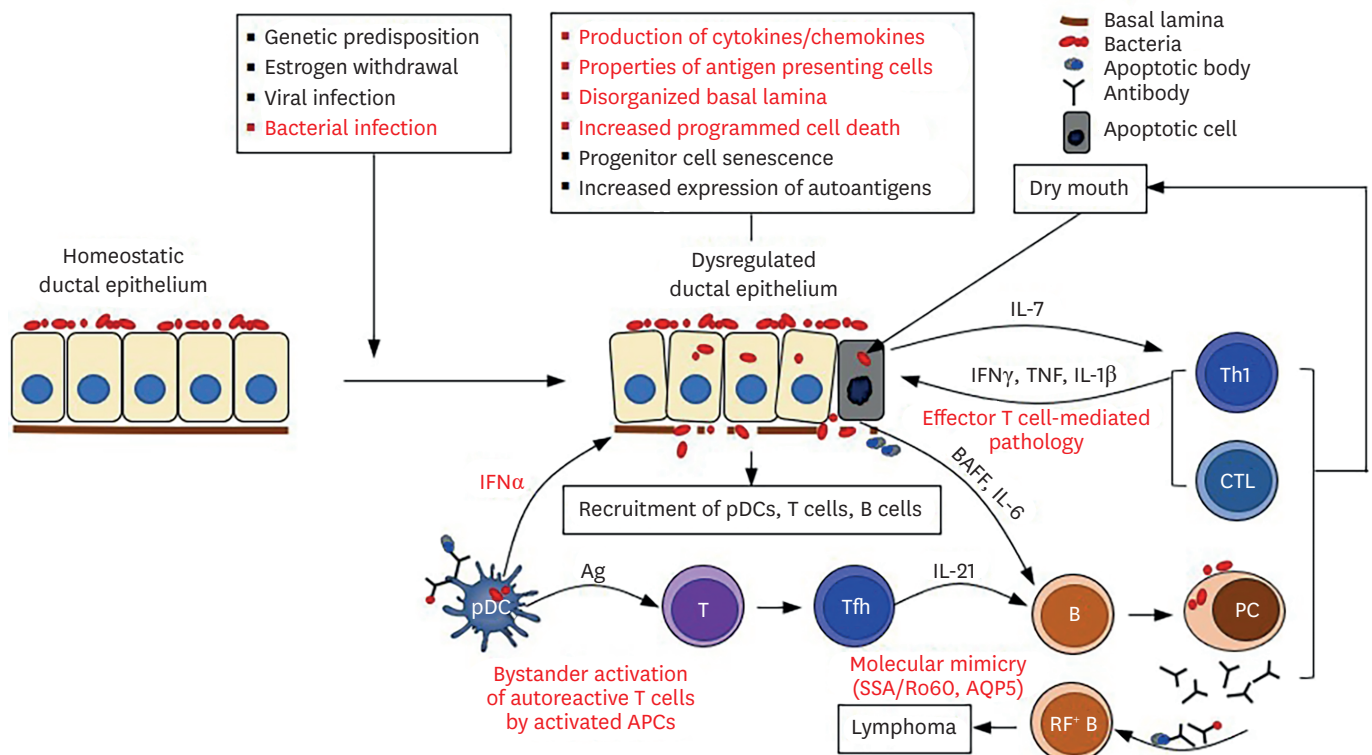 Genetic predisposition
Estrogen withdrawal
Viral infection
Bacterial infection
Production of cytokines/chemokines
Properties of antigen presenting cells
Disorganized basal lamina
Increased programmed cell death
Progenitor cell senescence
Increased expression of autoantigens
Basal lamina
Bacteria
Apoptotic body
Antibody
Apoptotic cell
Dry mouth
Homeostatic
ductal epithelium
Dysregulated
ductal epithelium
IL-7
IFNγ, TNF, IL-1β
Effector T cell-mediated
pathology
Th1
CTL
IFNα
Recruitment of pDCs, T cells, B cells
BAFF, IL-6
pDC
Ag
T
Tfh
IL-21
B
PC
Bystander activation
of autoreactive T cells
by activated APCs
Molecular mimicry
(SSA/Ro60, AQP5)
Lymphoma
RF⁺ B